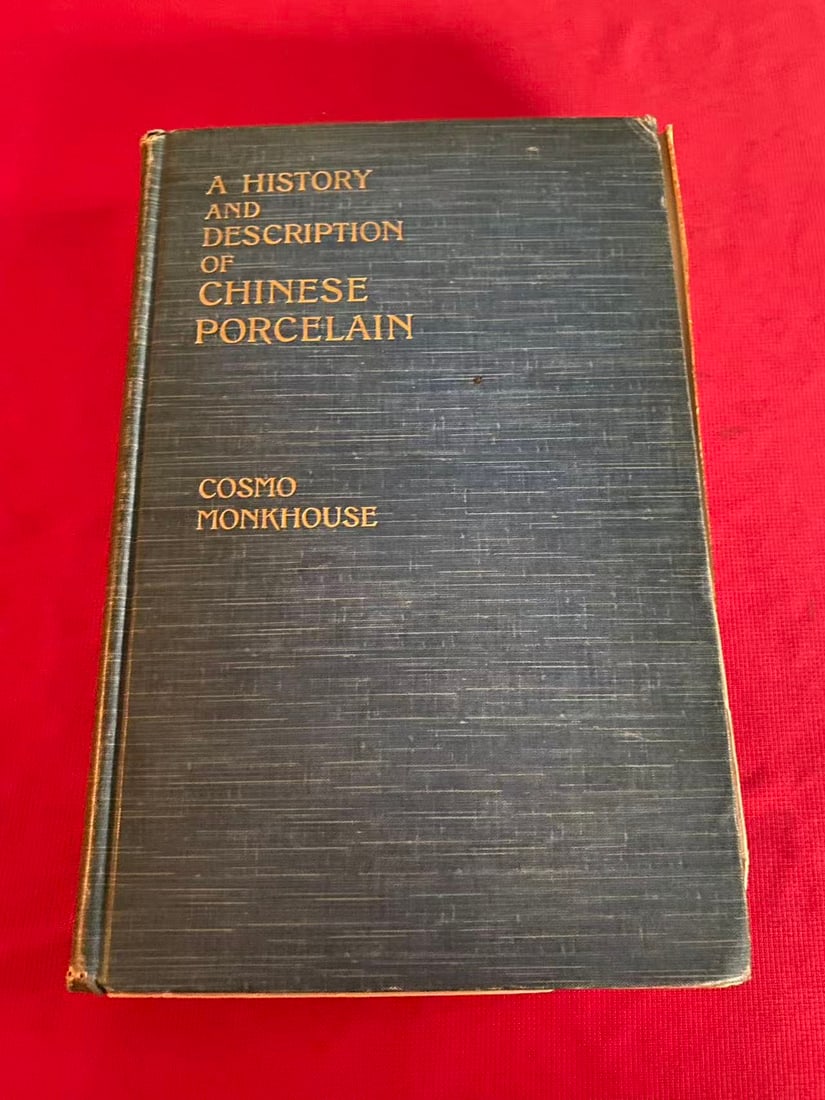 A HISTORY
AND
DESCRIPTION
OF
CHINESE
PORCELAIN
COSMO
MONKHOUSE